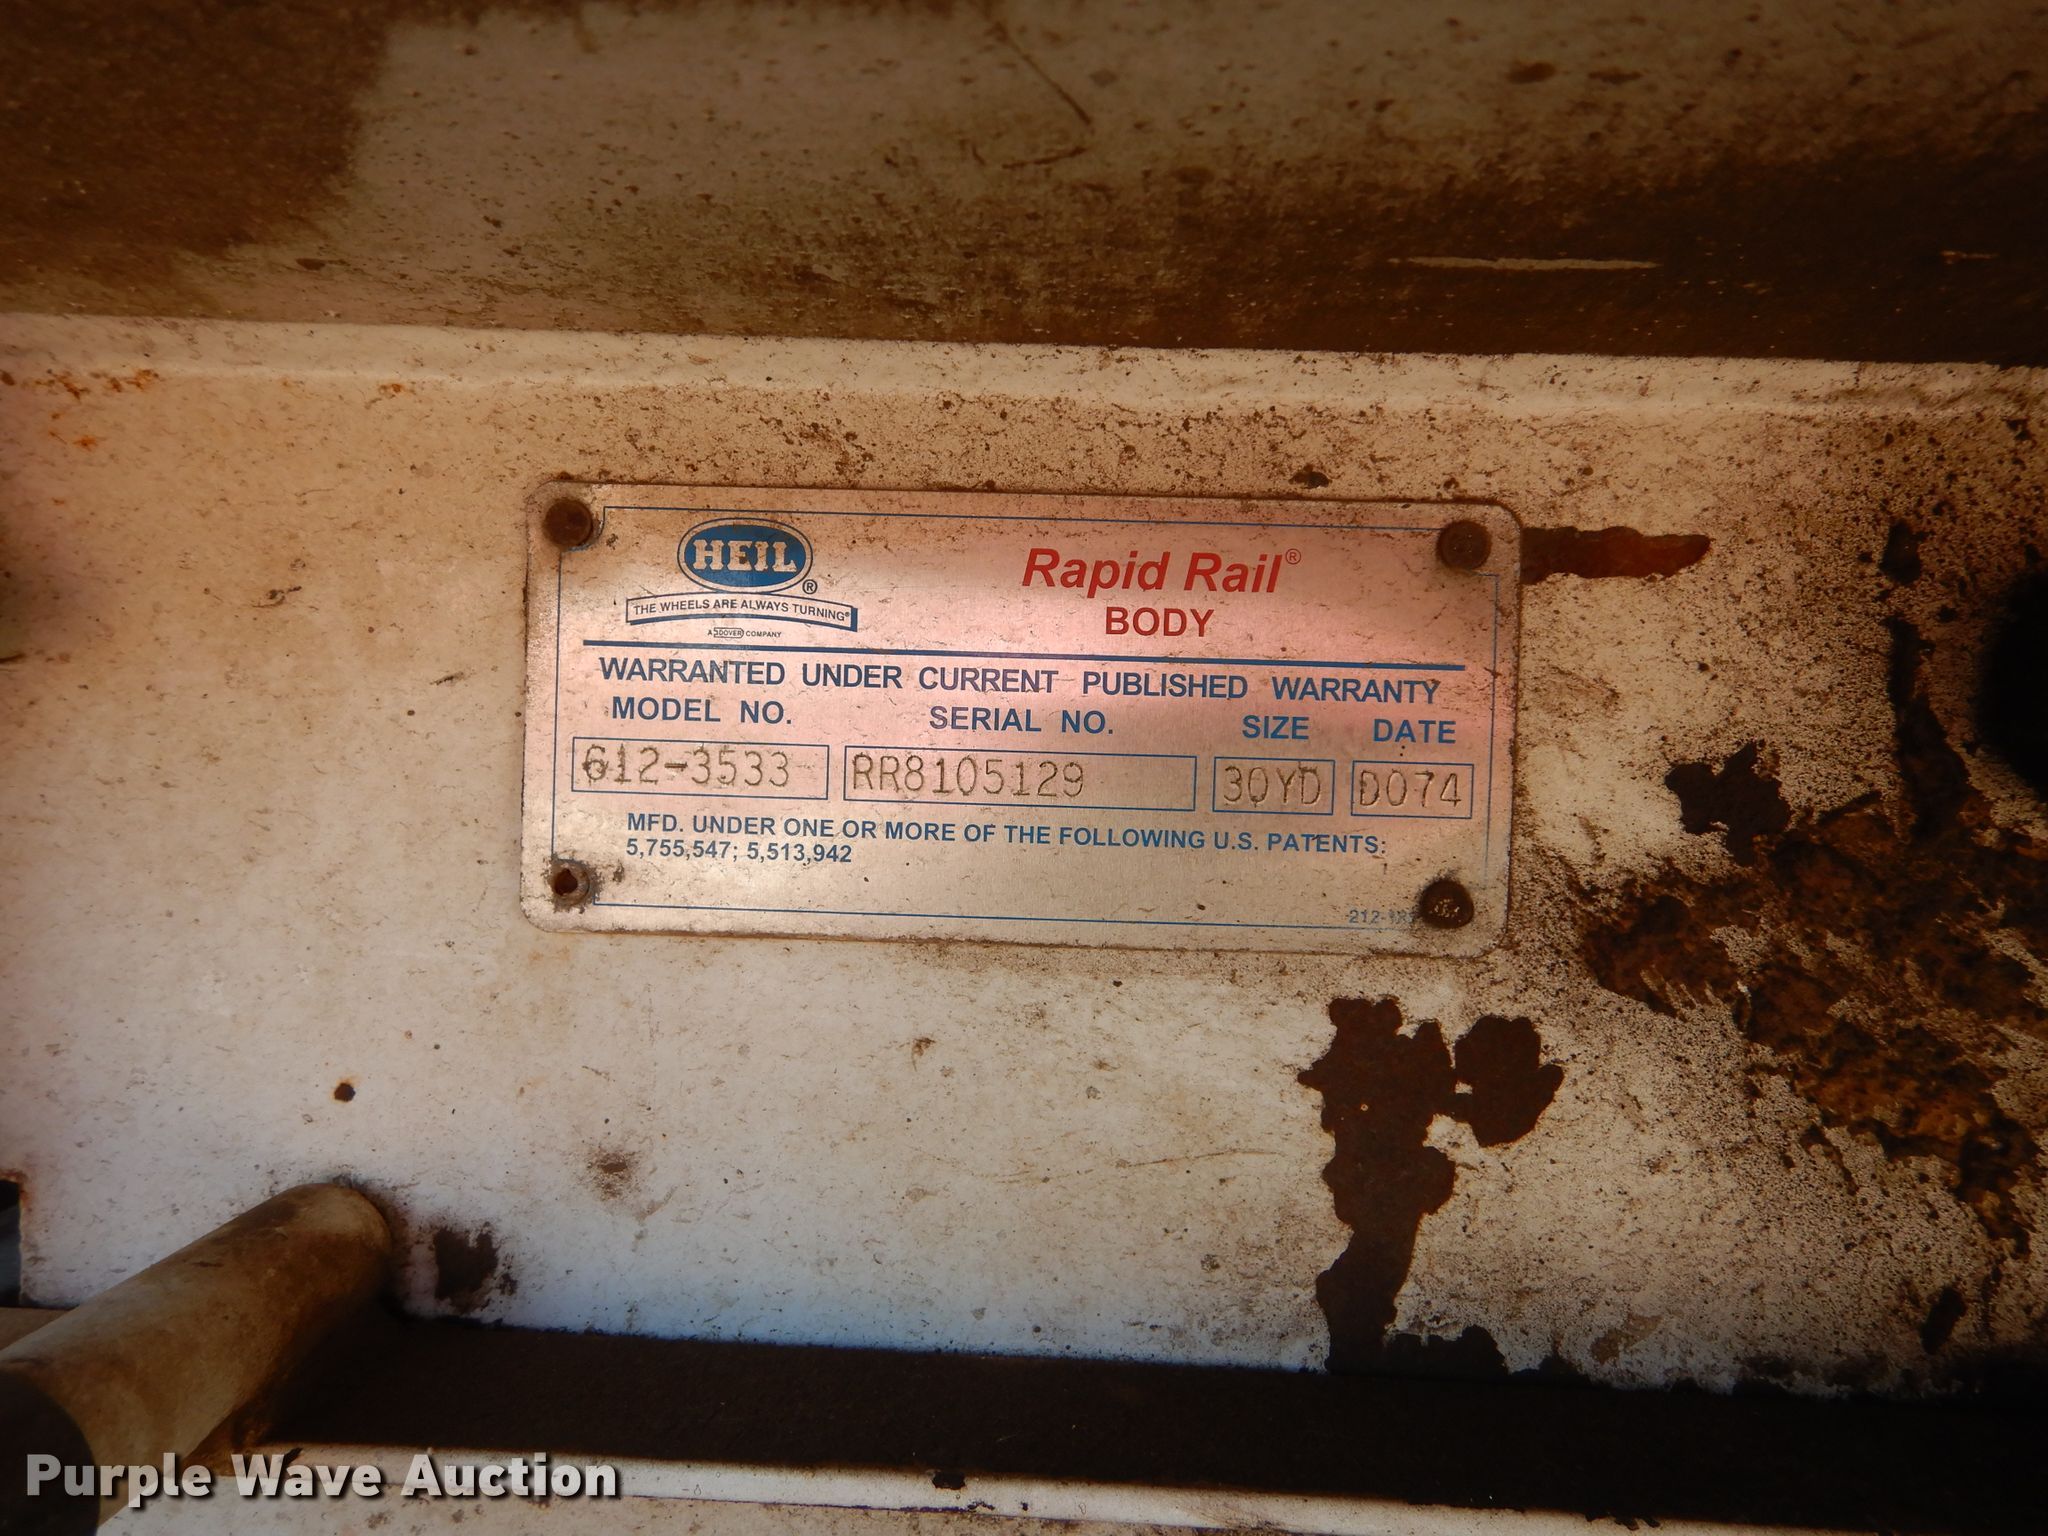 HEIL®
THE WHEELS ARE ALWAYS TURNING®
A DOVER COMPANY
Rapid Rail®
BODY
WARRANTED UNDER CURRENT PUBLISHED WARRANTY
MODEL NO. SERIAL NO. SIZE DATE
612-3533 RR8105129 30YD D074
MFD. UNDER ONE OR MORE OF THE FOLLOWING U.S. PATENTS:
5,755,547; 5,513,942
Purple Wave Auction